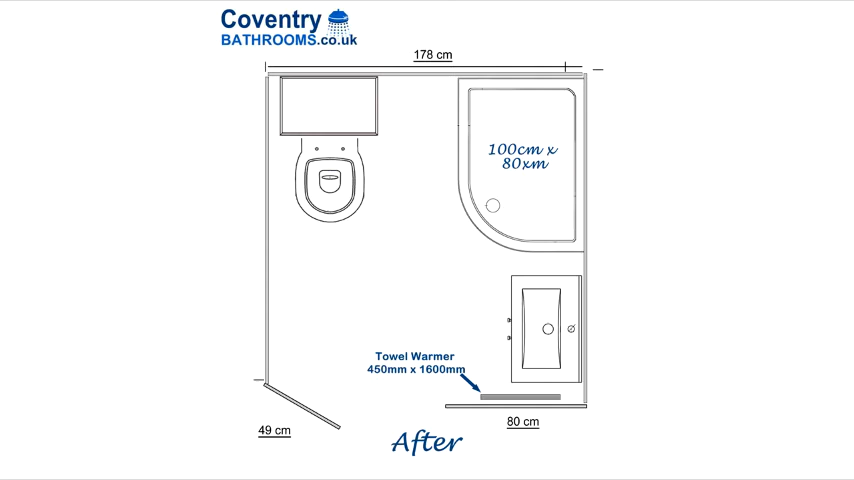 Coventry
BATHROOMS.co.uk
178 cm
100cm x
80xm
Towel Warmer
450mm x 1600mm
49 cm
80 cm
After